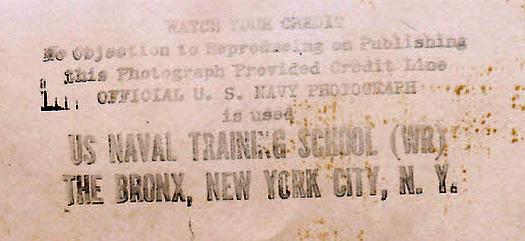 WATCH YOUR CREDIT
No Objection to Reproducing on Publishing
this Photograph Provided Credit Line
OFFICIAL U. S. NAVY PHOTOGRAPH
is used
US NAVAL TRAINING SCHOOL (WR)
THE BRONX, NEW YORK CITY, N. Y.